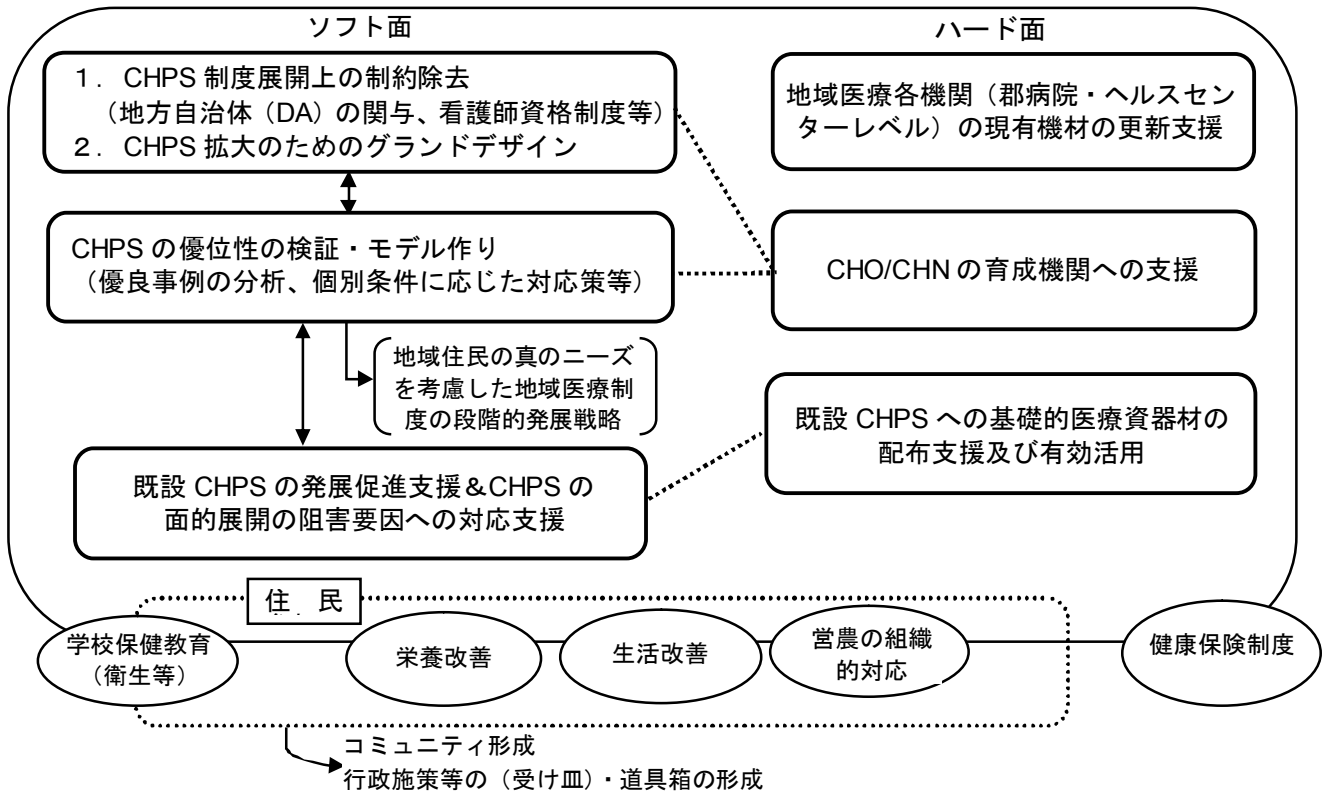 ソフト面
1．CHPS 制度展開上の制約除去
（地方自治体（DA）の関与、看護師資格制度等）
2．CHPS 拡大のためのグランドデザイン
CHPS の優位性の検証・モデル作り
（優良事例の分析、個別条件に応じた対応策等）
地域住民の真のニーズ
を考慮した地域医療制
度の段階的発展戦略
既設 CHPS の発展促進支援＆CHPS の
面的展開の阻害要因への対応支援
ハード面
地域医療各機関（郡病院・ヘルスセン
ターレベル）の現有機材の更新支援
CHO/CHN の育成機関への支援
既設 CHPS への基礎的医療資器材の
配布支援及び有効活用
住 民
学校保健教育
（衛生等）
栄養改善
生活改善
営農の組織
的対応
健康保険制度
コミュニティ形成
行政施策等の（受け皿）・道具箱の形成